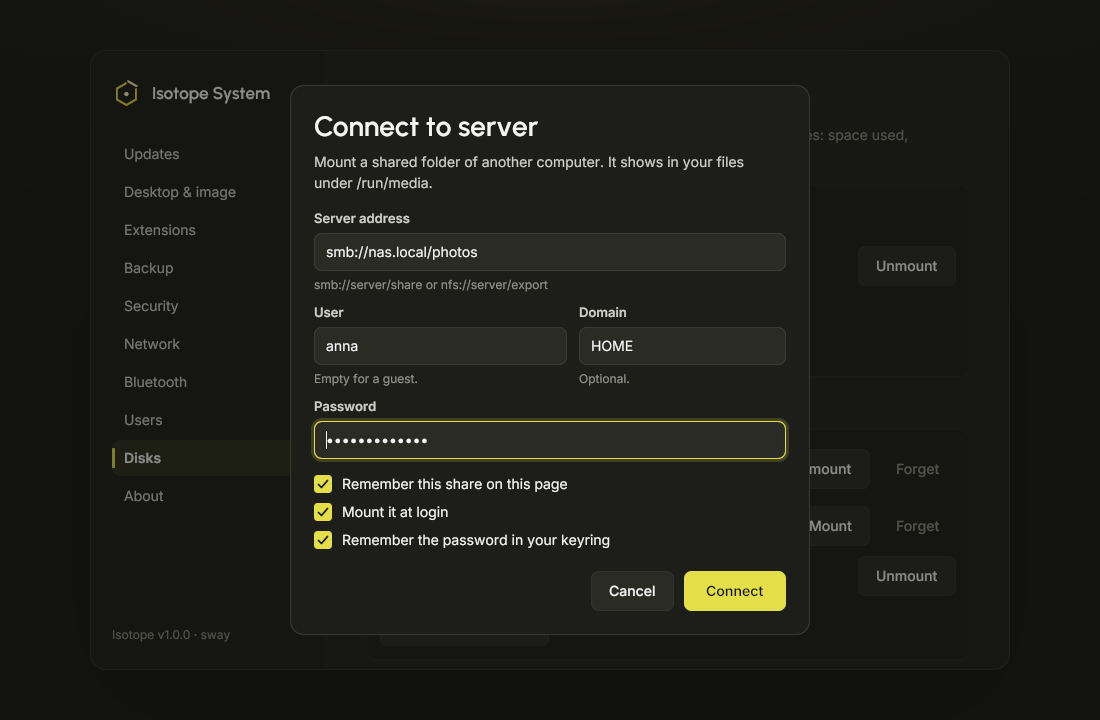 Isotope System
Updates
Desktop & image
Extensions
Backup
Security
Network
Bluetooth
Users
Disks
About
Isotope v1.0.0 · sway
Connect to server
Mount a shared folder of another computer. It shows in your files
under /run/media.
Server address
smb://nas.local/photos
smb://server/share or nfs://server/export
User
Domain
anna
HOME
Empty for a guest.
Optional.
Password
•••••••••••••
Remember this share on this page
Mount it at login
Remember the password in your keyring
Cancel
Connect
space used,
Unmount
Forget
Mount
Forget
Unmount